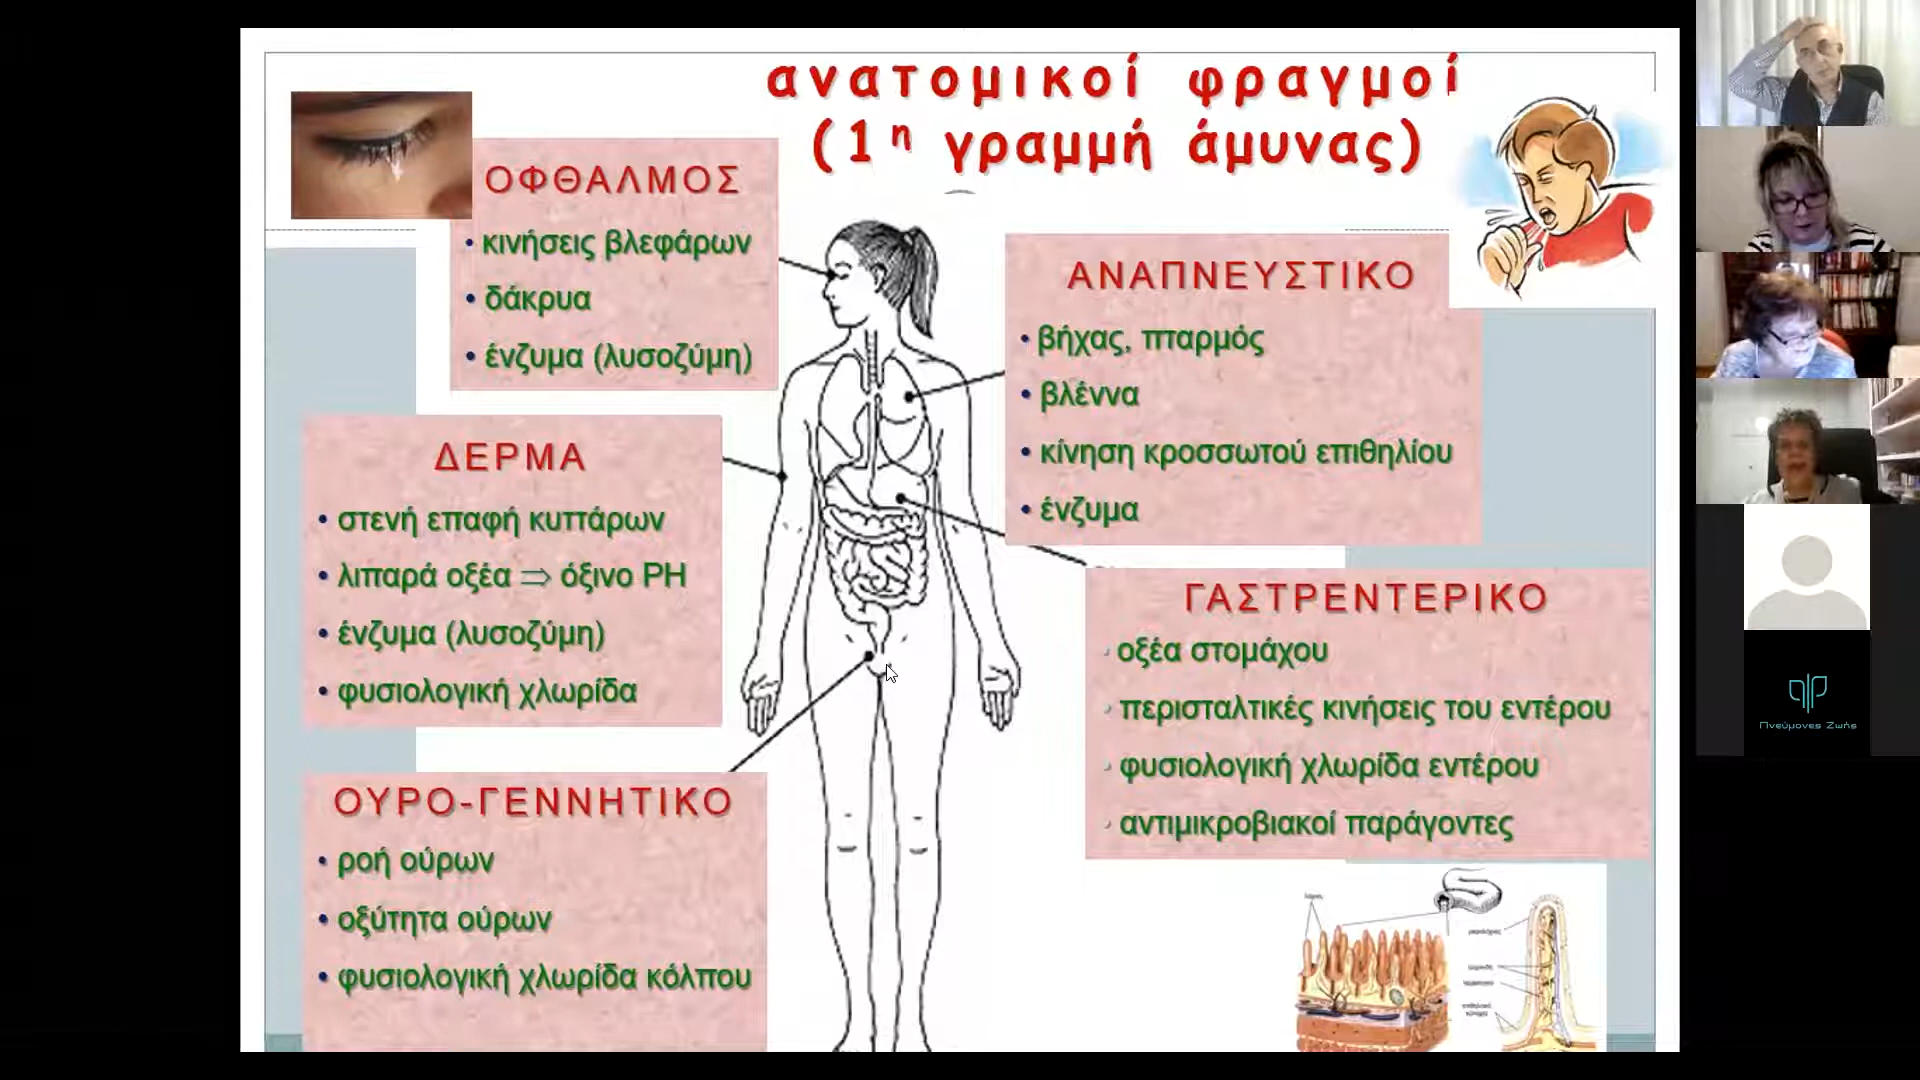 ανατομικοί φραγμοί
(1η γραμμή άμυνας)
ΟΦΘΑΛΜΟΣ
• κινήσεις βλεφάρων
• δάκρυα
• ένζυμα (λυσοζύμη)
ΔΕΡΜΑ
• στενή επαφή κυττάρων
• λιπαρά οξέα ⇒ όξινο PH
• ένζυμα (λυσοζύμη)
• φυσιολογική χλωρίδα
ΟΥΡΟ-ΓΕΝΝΗΤΙΚΟ
• ροή ούρων
• οξύτητα ούρων
• φυσιολογική χλωρίδα κόλπου
ΑΝΑΠΝΕΥΣΤΙΚΟ
• βήχας, πταρμός
• βλέννα
• κίνηση κροσσωτού επιθηλίου
• ένζυμα
ΓΑΣΤΡΕΝΤΕΡΙΚΟ
οξέα στομάχου
περισταλτικές κινήσεις του εντέρου
φυσιολογική χλωρίδα εντέρου
αντιμικροβιακοί παράγοντες
Πνεύμονες Ζωής